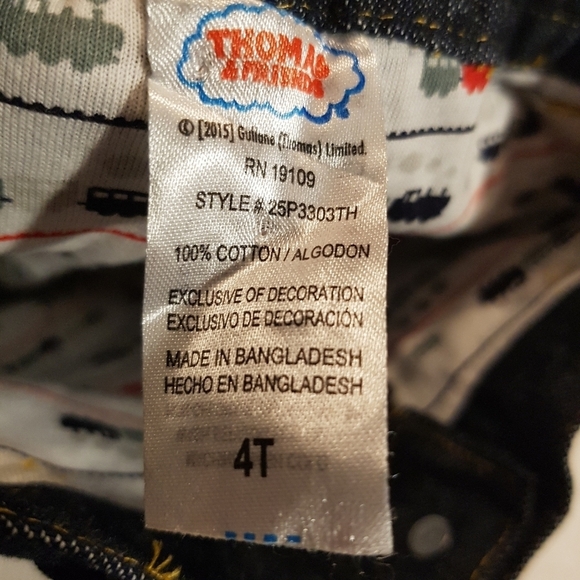 THOMAS
& FRIENDS
© [2015] Gullane (Thomas) Limited.
RN 19109
STYLE # 25P3303TH
100% COTTON / ALGODON
EXCLUSIVE OF DECORATION
EXCLUSIVO DE DECORACIÓN
MADE IN BANGLADESH
HECHO EN BANGLADESH
4T